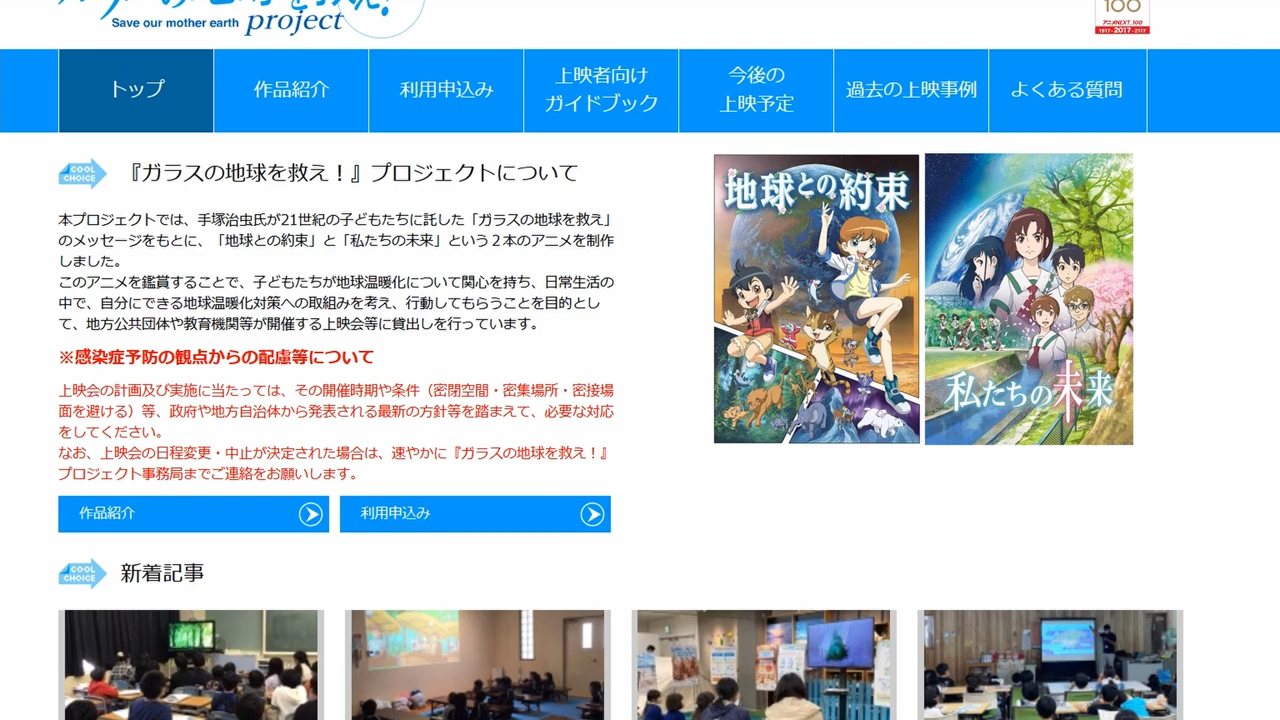 Save our mother earth project
100
アニメNEXT_100
1917-2017-2117
トップ
作品紹介
利用申込み
上映者向け
ガイドブック
今後の
上映予定
過去の上映事例
よくある質問
COOL
CHOICE
『ガラスの地球を救え！』プロジェクトについて
本プロジェクトでは、手塚治虫氏が21世紀の子どもたちに託した「ガラスの地球を救え」
のメッセージをもとに、「地球との約束」と「私たちの未来」という２本のアニメを制作
しました。
このアニメを鑑賞することで、子どもたちが地球温暖化について関心を持ち、日常生活の
中で、自分にできる地球温暖化対策への取組みを考え、行動してもらうことを目的とし
て、地方公共団体や教育機関等が開催する上映会等に貸出しを行っています。
※感染症予防の観点からの配慮等について
上映会の計画及び実施に当たっては、その開催時期や条件（密閉空間・密集場所・密接場
面を避ける）等、政府や地方自治体から発表される最新の方針等を踏まえて、必要な対応
をしてください。
なお、上映会の日程変更・中止が決定された場合は、速やかに『ガラスの地球を救え！』
プロジェクト事務局までご連絡をお願いします。
地球との約束
私たちの未来
作品紹介
利用申込み
COOL
CHOICE
新着記事